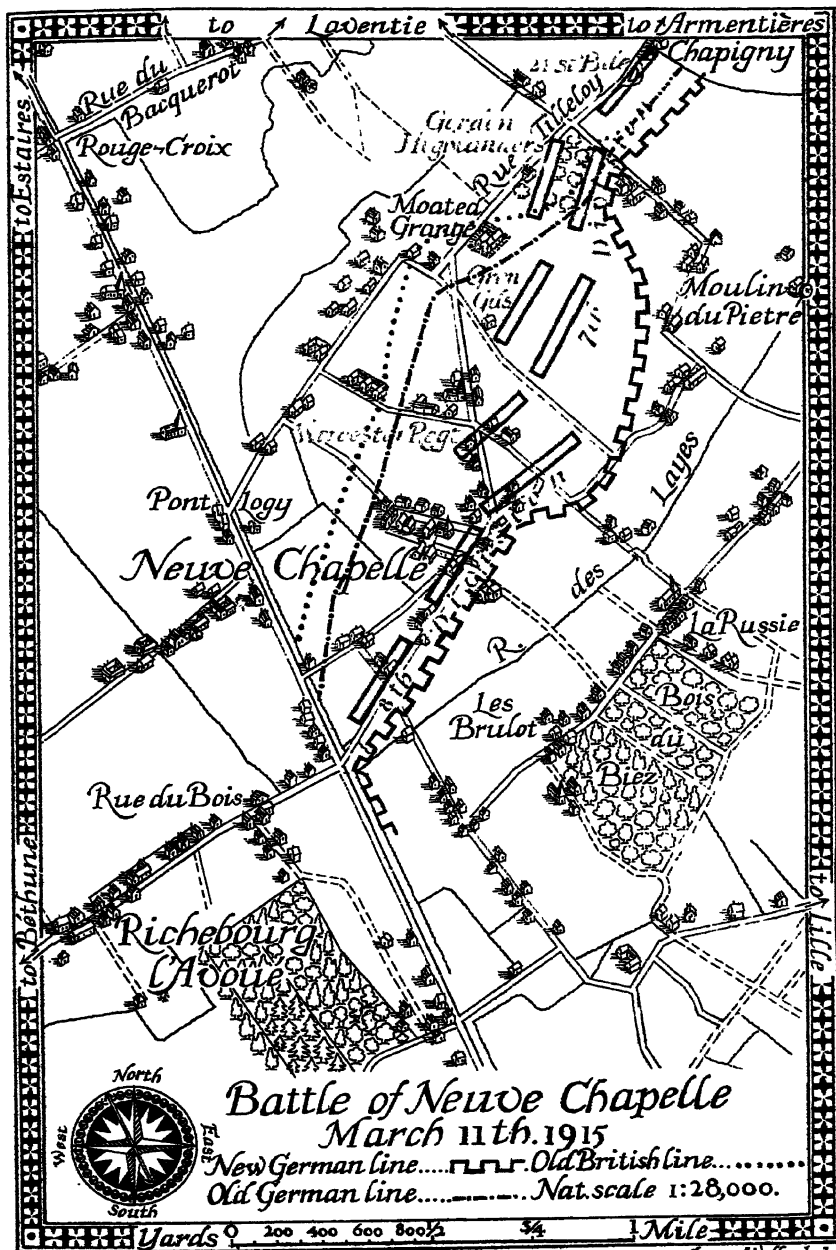 to Laventie to Armentières
Chapigny
Rue du
Bacquerot
Rue Tilleloy
Rouge-Croix
to Estaires
Moated
Grange
Moulin
du Pietre
Pont logy
Layes
Neuve Chapelle
des
R.
la Russie
Les
Brulot
Bois
du
Biez
Rue du Bois
8th
to Béthune
to Lille
Richebourg
l'Avoué
North
West
East
South
Battle of Neuve Chapelle
March 11th. 1915
New German line..... Old British line...
Old German line..... Nat. scale 1:28,000.
Yards 0 200 400 600 800 1/2 3/4 1 Mile